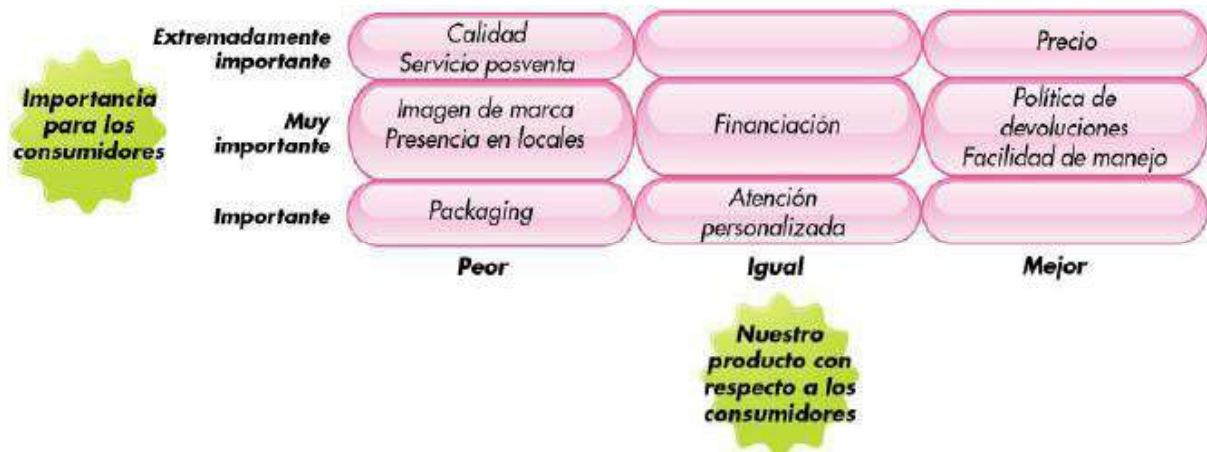 Extremadamente
importante
Calidad
Servicio posventa
Precio
Importancia
para los
consumidores
Muy
importante
Imagen de marca
Presencia en locales
Financiación
Política de
devoluciones
Facilidad de manejo
Importante
Packaging
Atención
personalizada
Peor
Igual
Mejor
Nuestro
producto con
respecto a los
consumidores